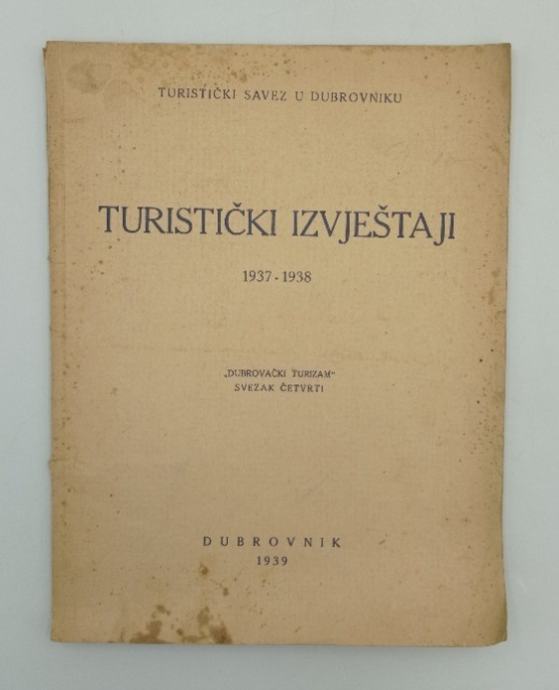 TURISTIČKI SAVEZ U DUBROVNIKU
TURISTIČKI IZVJEŠTAJI
1937-1938
„DUBROVAČKI TURIZAM“
SVEZAK ČETVRTI
DUBROVNIK
1939